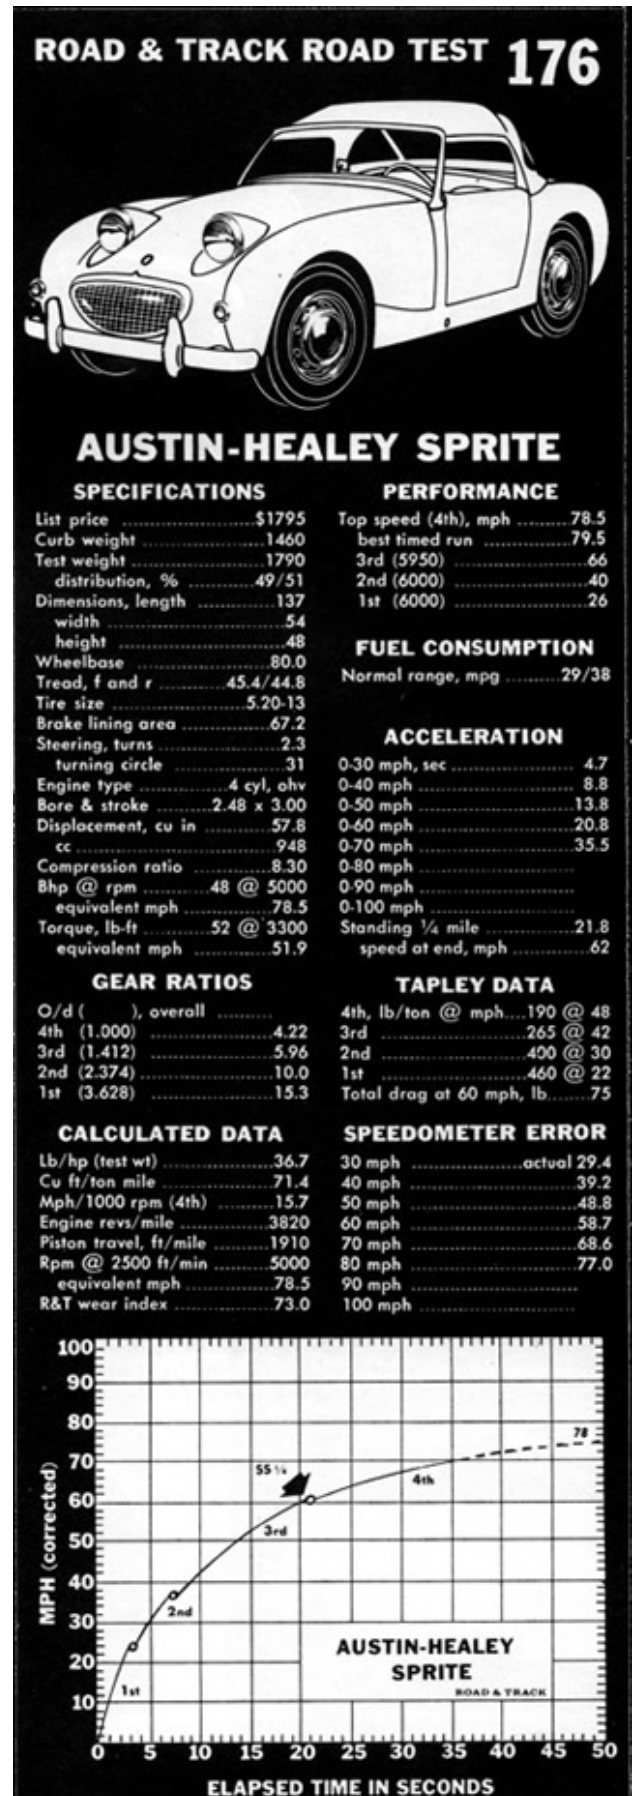 ROAD & TRACK ROAD TEST 176
AUSTIN-HEALEY SPRITE
SPECIFICATIONS
List price ..........$1795
Curb weight ..........1460
Test weight ..........1790
distribution, % ..........49/51
Dimensions, length ..........137
width ..........54
height ..........48
Wheelbase ..........80.0
Tread, f and r ..........45.4/44.8
Tire size ..........5.20-13
Brake lining area ..........67.2
Steering, turns ..........2.3
turning circle ..........31
Engine type ..........4 cyl, ohv
Bore & stroke ..........2.48 x 3.00
Displacement, cu in ..........57.8
cc ..........948
Compression ratio ..........8.30
Bhp @ rpm ..........48 @ 5000
equivalent mph ..........78.5
Torque, lb-ft ..........52 @ 3300
equivalent mph ..........51.9
GEAR RATIOS
O/d ( ), overall ..........
4th (1.000) ..........4.22
3rd (1.412) ..........5.96
2nd (2.374) ..........10.0
1st (3.628) ..........15.3
CALCULATED DATA
Lb/hp (test wt) ..........36.7
Cu ft/ton mile ..........71.4
Mph/1000 rpm (4th) ..........15.7
Engine revs/mile ..........3820
Piston travel, ft/mile ..........1910
Rpm @ 2500 ft/min ..........5000
equivalent mph ..........78.5
R&T wear index ..........73.0
PERFORMANCE
Top speed (4th), mph ..........78.5
best timed run ..........79.5
3rd (5950) ..........66
2nd (6000) ..........40
1st (6000) ..........26
FUEL CONSUMPTION
Normal range, mpg ..........29/38
ACCELERATION
0-30 mph, sec ..........4.7
0-40 mph ..........8.8
0-50 mph ..........13.8
0-60 mph ..........20.8
0-70 mph ..........35.5
0-80 mph ..........
0-90 mph ..........
0-100 mph ..........
Standing ¼ mile ..........21.8
speed at end, mph ..........62
TAPLEY DATA
4th, lb/ton @ mph....190 @ 48
3rd ..........265 @ 42
2nd ..........400 @ 30
1st ..........460 @ 22
Total drag at 60 mph, lb........75
SPEEDOMETER ERROR
30 mph ..........actual 29.4
40 mph ..........39.2
50 mph ..........48.8
60 mph ..........58.7
70 mph ..........68.6
80 mph ..........77.0
90 mph ..........
100 mph ..........
MPH (corrected)
100
90
80
70
60
50
40
30
20
10
78
SS ¼
4th
3rd
2nd
1st
AUSTIN-HEALEY
SPRITE
ROAD & TRACK
0 5 10 15 20 25 30 35 40 45 50
ELAPSED TIME IN SECONDS